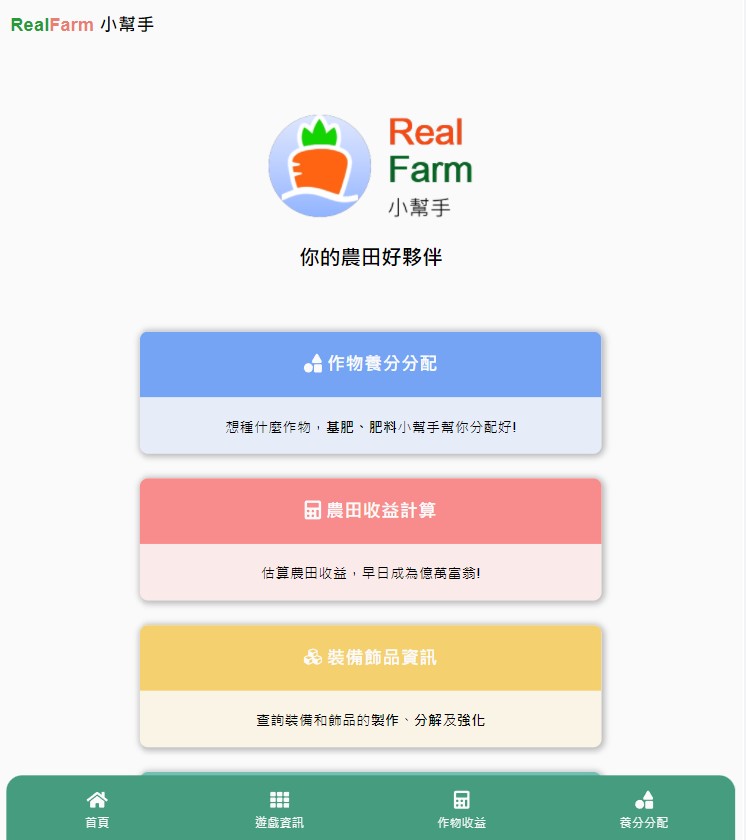 RealFarm 小幫手
Real
Farm
小幫手
你的農田好夥伴
作物養分分配
想種什麼作物，基肥、肥料小幫手幫你分配好!
農田收益計算
估算農田收益，早日成為億萬富翁!
裝備飾品資訊
查詢裝備和飾品的製作、分解及強化
首頁
遊戲資訊
作物收益
養分分配